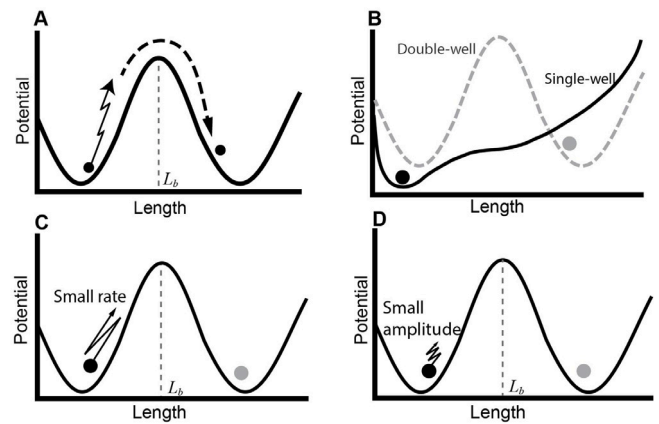 A
Potential
L_b
Length
B
Potential
Double-well
Single-well
Length
C
Potential
Small rate
L_b
Length
D
Potential
Small
amplitude
L_b
Length